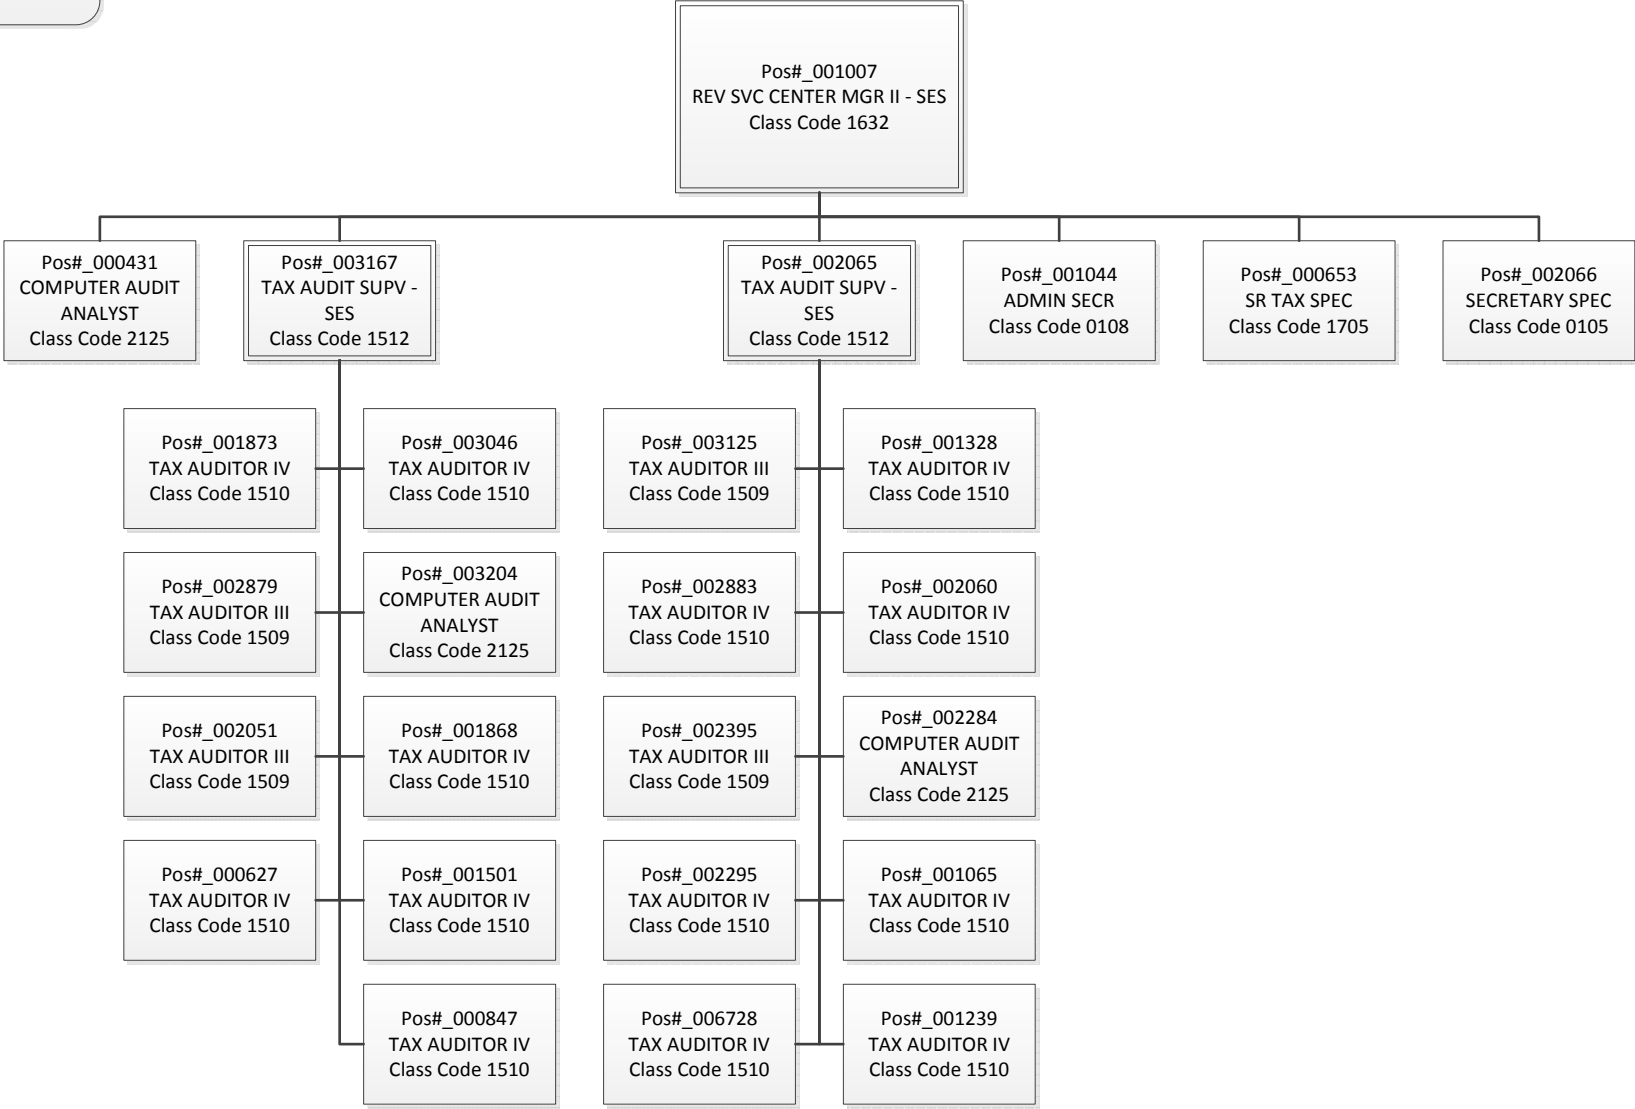 Pos#_001007
REV SVC CENTER MGR II - SES
Class Code 1632
Pos#_000431
COMPUTER AUDIT
ANALYST
Class Code 2125
Pos#_003167
TAX AUDIT SUPV -
SES
Class Code 1512
Pos#_002065
TAX AUDIT SUPV -
SES
Class Code 1512
Pos#_001044
ADMIN SECR
Class Code 0108
Pos#_000653
SR TAX SPEC
Class Code 1705
Pos#_002066
SECRETARY SPEC
Class Code 0105
Pos#_001873
TAX AUDITOR IV
Class Code 1510
Pos#_003046
TAX AUDITOR IV
Class Code 1510
Pos#_003125
TAX AUDITOR III
Class Code 1509
Pos#_001328
TAX AUDITOR IV
Class Code 1510
Pos#_002879
TAX AUDITOR III
Class Code 1509
Pos#_003204
COMPUTER AUDIT
ANALYST
Class Code 2125
Pos#_002883
TAX AUDITOR IV
Class Code 1510
Pos#_002060
TAX AUDITOR IV
Class Code 1510
Pos#_002051
TAX AUDITOR III
Class Code 1509
Pos#_001868
TAX AUDITOR IV
Class Code 1510
Pos#_002395
TAX AUDITOR III
Class Code 1509
Pos#_002284
COMPUTER AUDIT
ANALYST
Class Code 2125
Pos#_000627
TAX AUDITOR IV
Class Code 1510
Pos#_001501
TAX AUDITOR IV
Class Code 1510
Pos#_002295
TAX AUDITOR IV
Class Code 1510
Pos#_001065
TAX AUDITOR IV
Class Code 1510
Pos#_000847
TAX AUDITOR IV
Class Code 1510
Pos#_006728
TAX AUDITOR IV
Class Code 1510
Pos#_001239
TAX AUDITOR IV
Class Code 1510